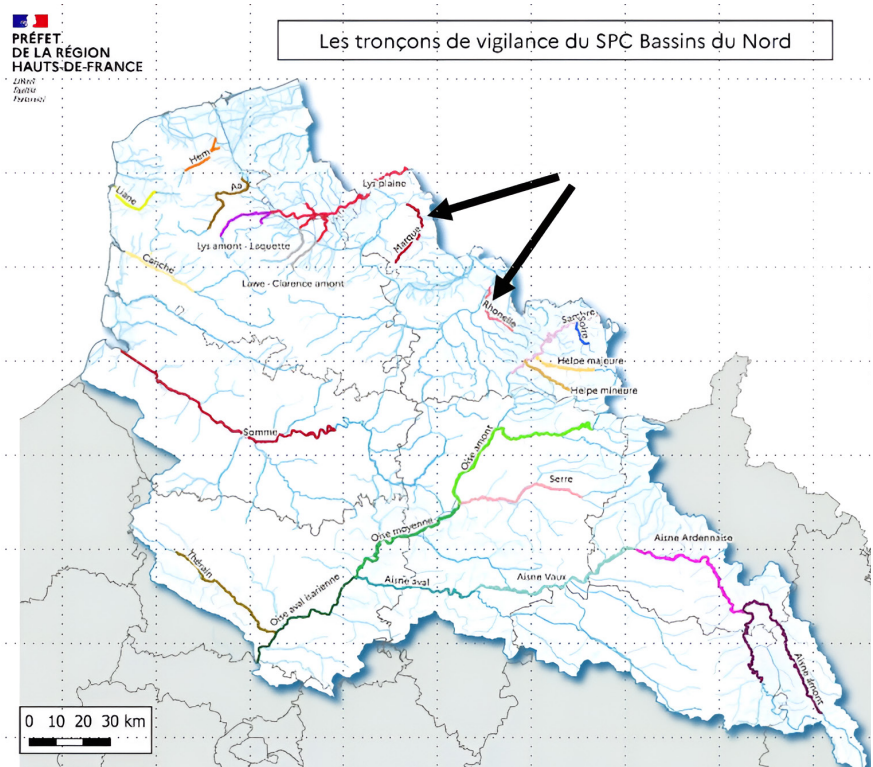 PRÉFET
DE LA RÉGION
HAUTS-DE-FRANCE
Les tronçons de vigilance du SPC Bassins du Nord
Hem
Aa
Liane
Lys plaine
Lys amont - Laquette
Marque
Canche
Lawe - Clarence amont
Rhonelle
Sambre
Solre
Helpe majeure
Helpe mineure
Somme
Oise amont
Serre
Oise moyenne
Aisne Ardennaise
Thérain
Oise aval isarienne
Aisne aval
Aisne Vaux
Aisne amont
0 10 20 30 km